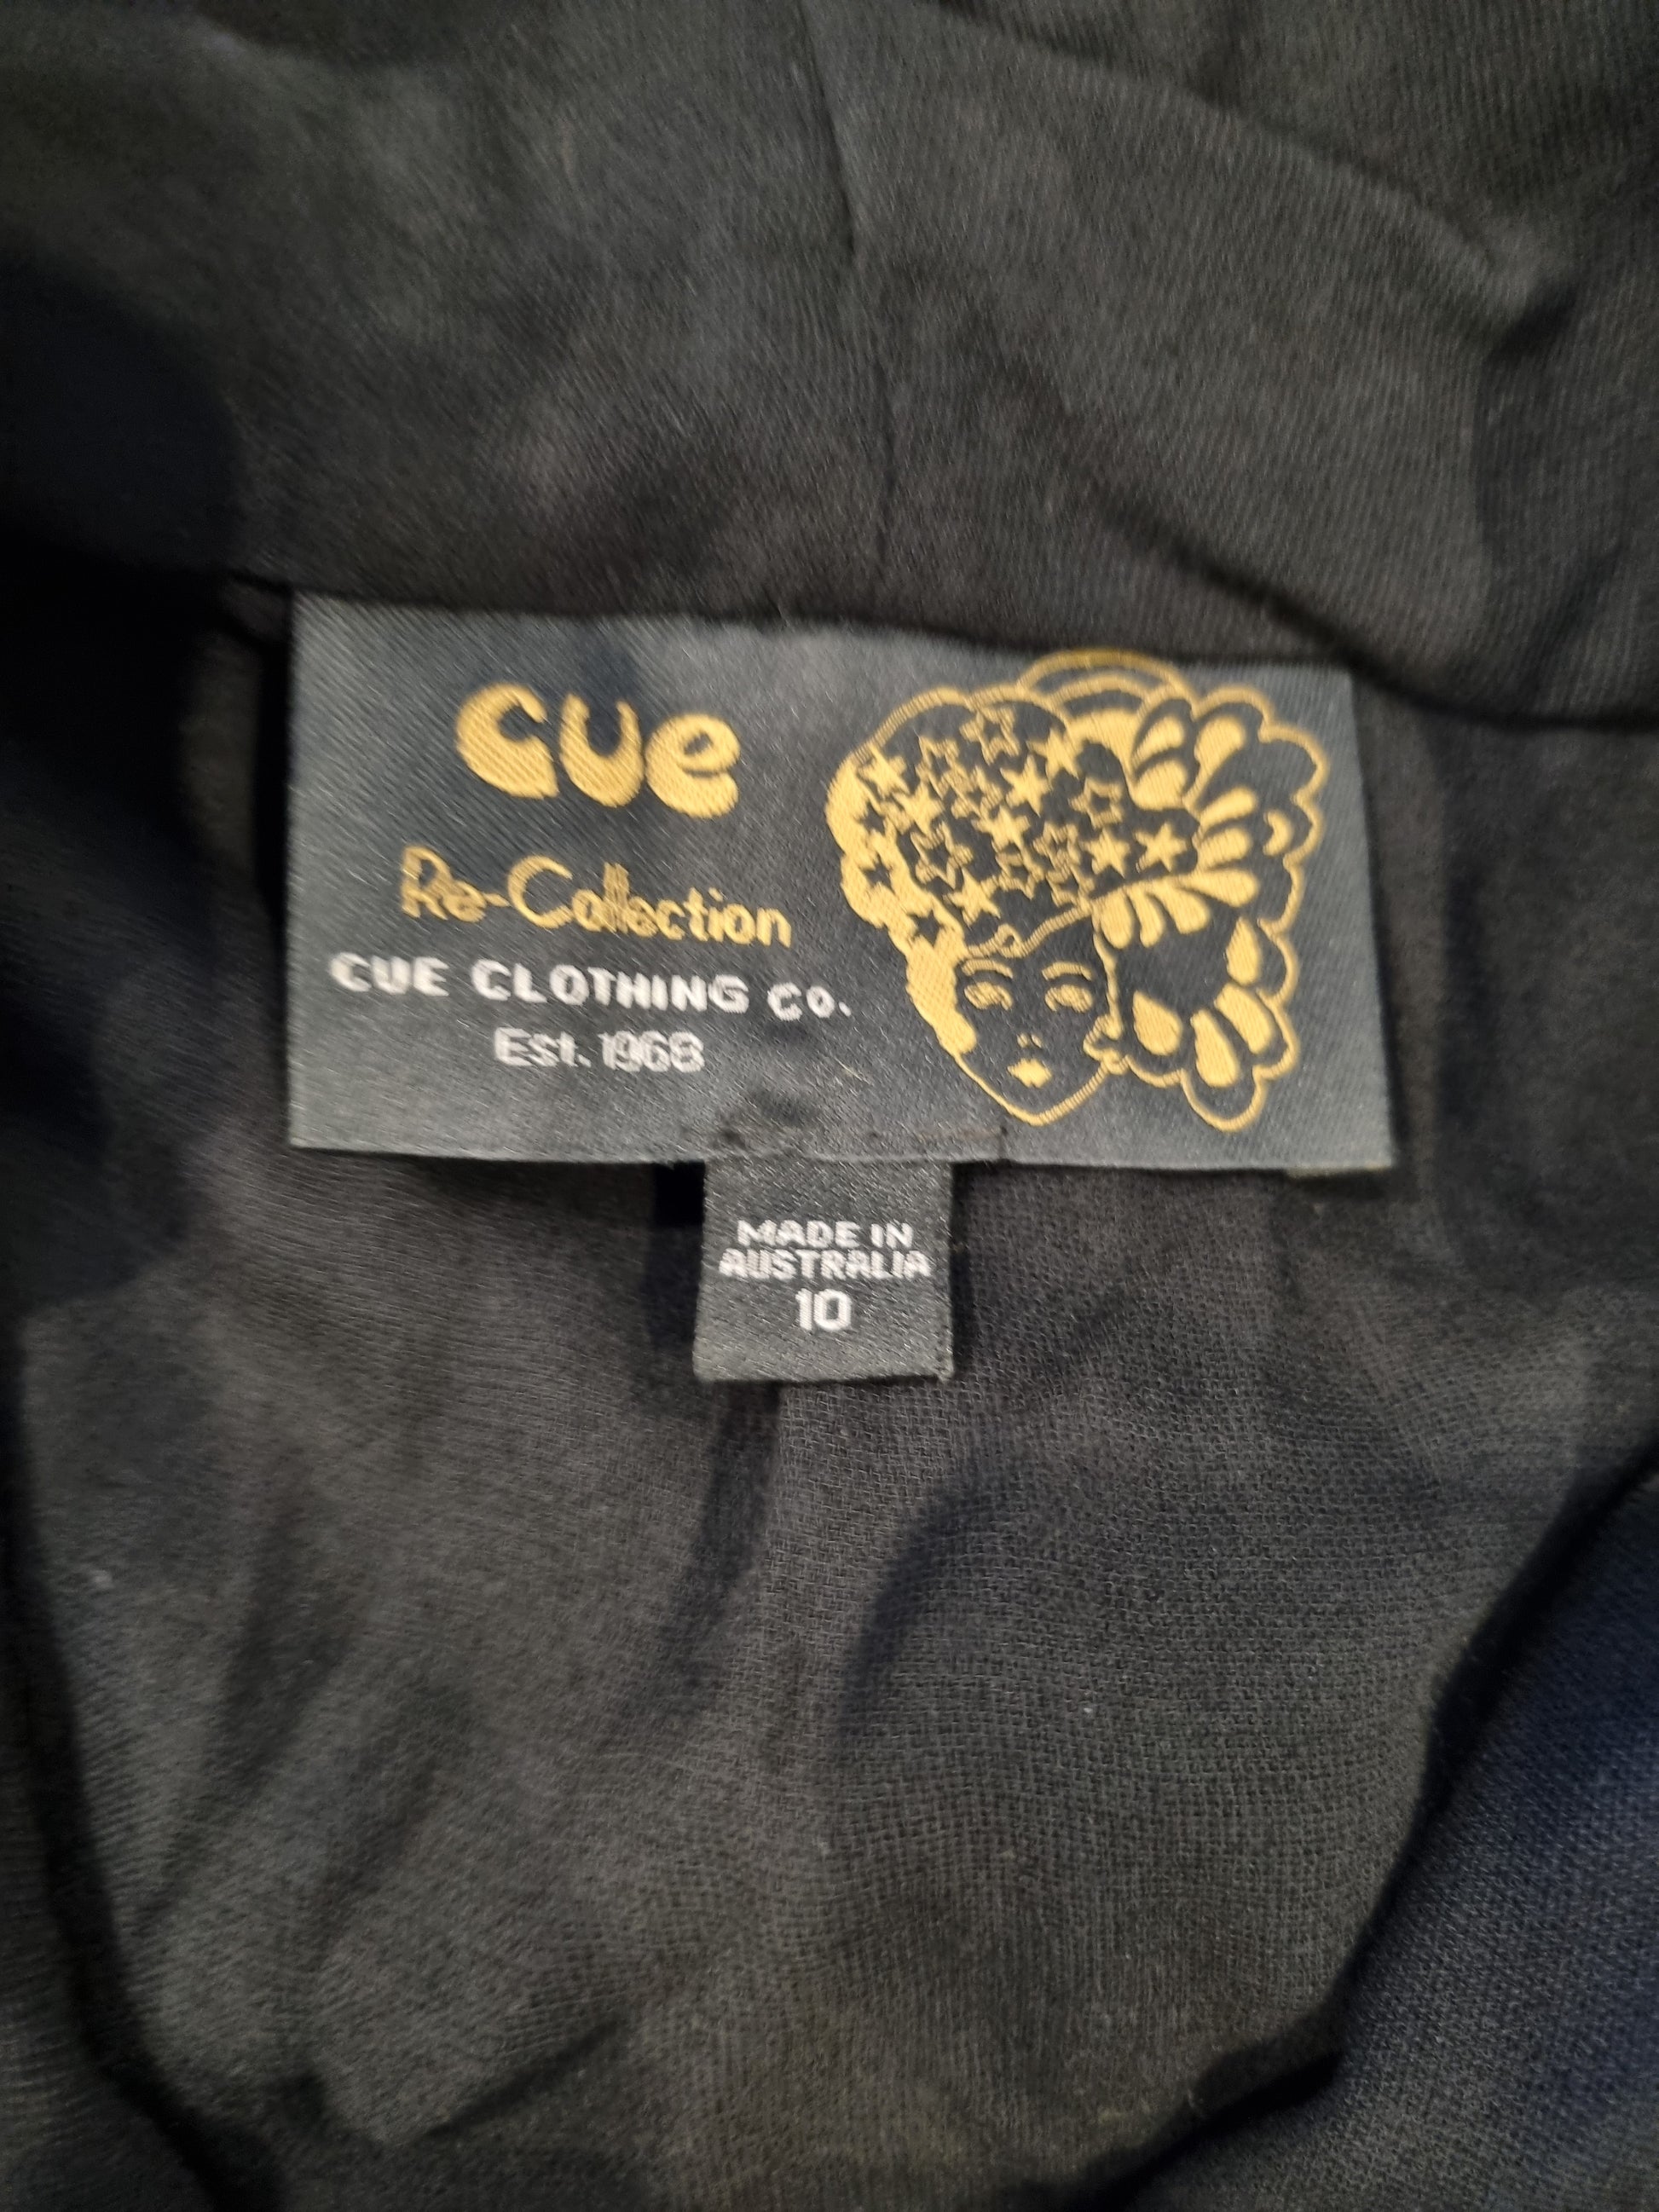 cue
Re-Collection
CUE CLOTHING CO.
Est. 1968
MADE IN
AUSTRALIA
10